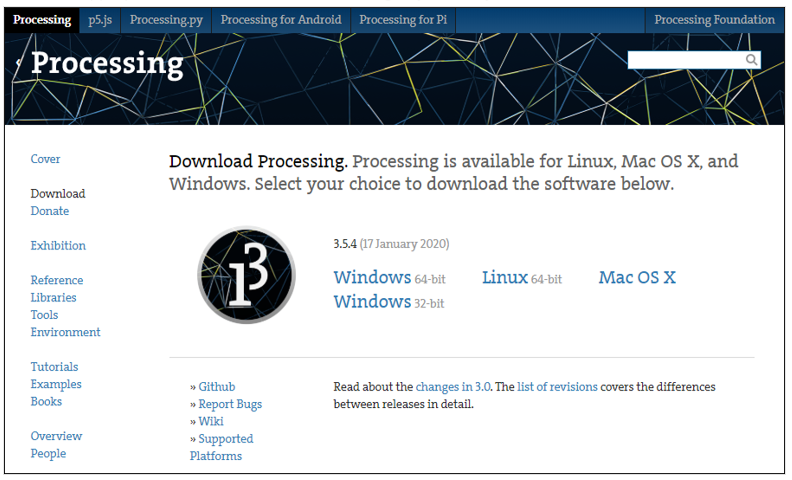 Processing p5.js Processing.py Processing for Android Processing for Pi Processing Foundation
Processing
Cover
Download
Donate
Exhibition
Reference
Libraries
Tools
Environment
Tutorials
Examples
Books
Overview
People
Download Processing. Processing is available for Linux, Mac OS X, and
Windows. Select your choice to download the software below.
3
3.5.4 (17 January 2020)
Windows 64-bit Linux 64-bit Mac OS X
Windows 32-bit
» Github
» Report Bugs
» Wiki
» Supported
Platforms
Read about the changes in 3.0. The list of revisions covers the differences
between releases in detail.